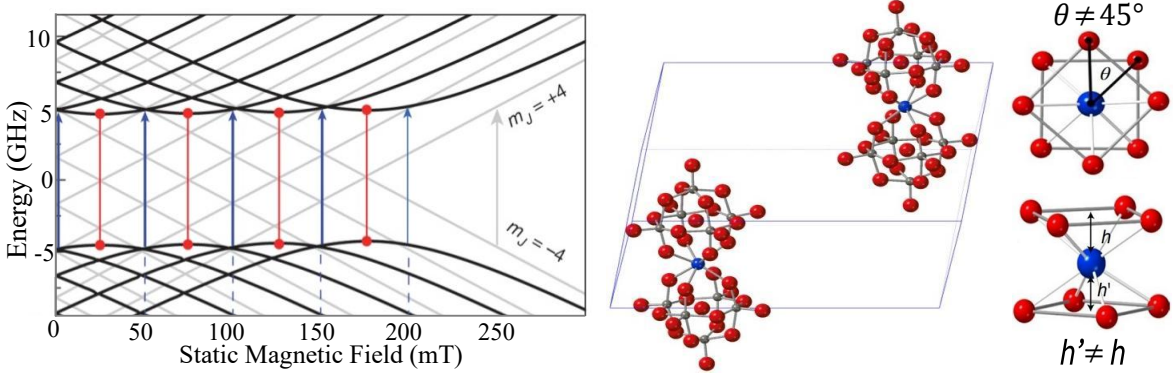 10
5
0
-5
Energy (GHz)
m_J = +4
m_J = -4
0 50 100 150 200 250
Static Magnetic Field (mT)
θ ≠ 45°
θ
h
h'
h' ≠ h